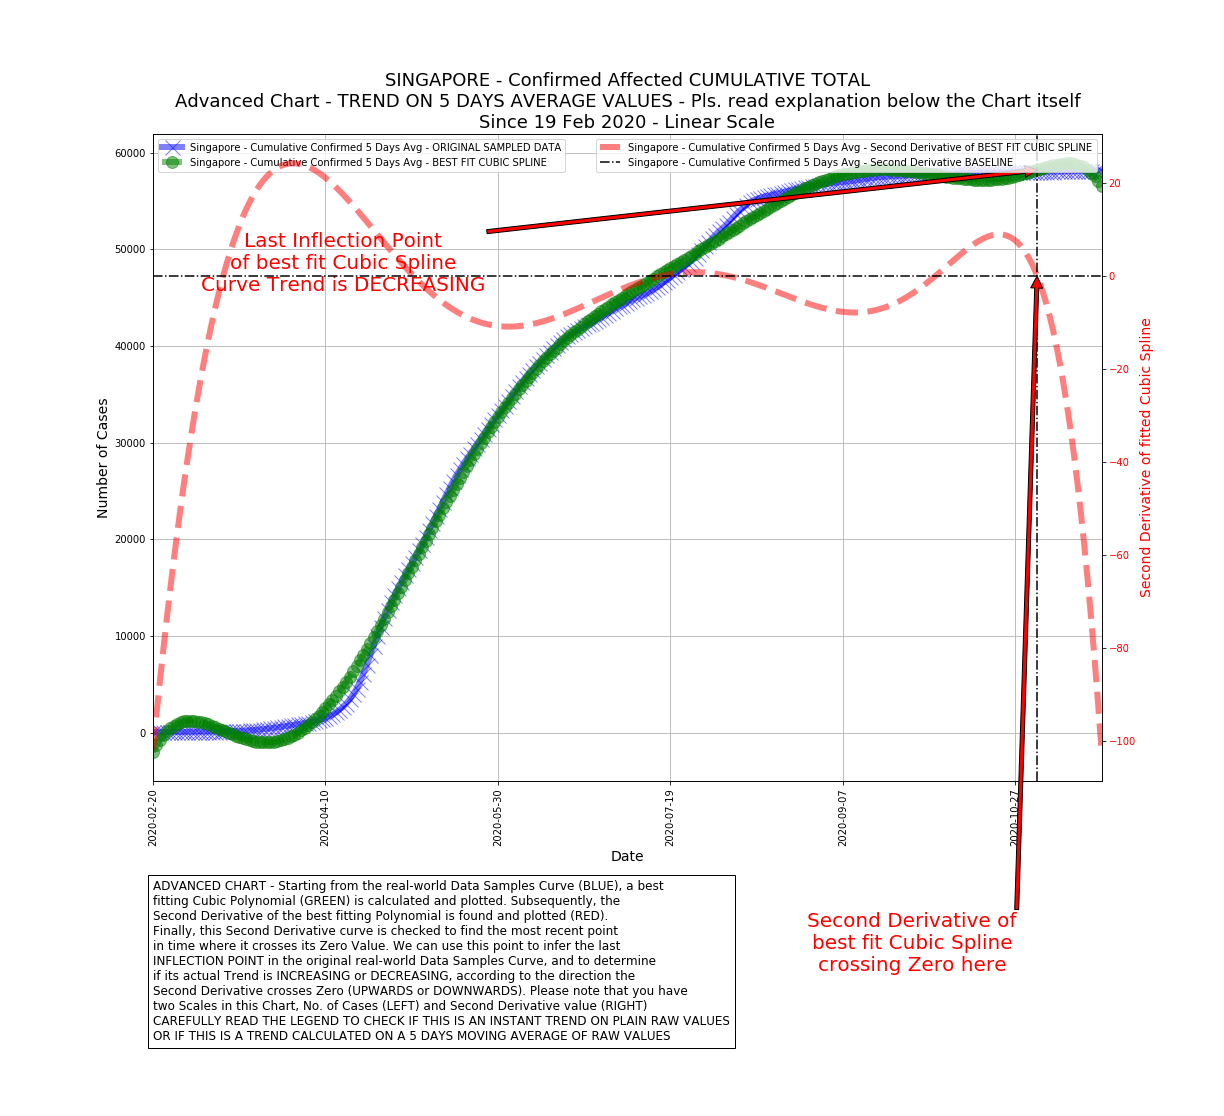 SINGAPORE - Confirmed Affected CUMULATIVE TOTAL
Advanced Chart - TREND ON 5 DAYS AVERAGE VALUES - Pls. read explanation below the Chart itself
Since 19 Feb 2020 - Linear Scale
Singapore - Cumulative Confirmed 5 Days Avg - ORIGINAL SAMPLED DATA
Singapore - Cumulative Confirmed 5 Days Avg - BEST FIT CUBIC SPLINE
Singapore - Cumulative Confirmed 5 Days Avg - Second Derivative of BEST FIT CUBIC SPLINE
Singapore - Cumulative Confirmed 5 Days Avg - Second Derivative BASELINE
60000
50000
40000
30000
20000
10000
0
Number of Cases
20
0
−20
−40
−60
−80
−100
Second Derivative of fitted Cubic Spline
Last Inflection Point
of best fit Cubic Spline
Curve Trend is DECREASING
2020-02-20
2020-04-10
2020-05-30
2020-07-19
2020-09-07
2020-10-27
Date
ADVANCED CHART - Starting from the real-world Data Samples Curve (BLUE), a best
fitting Cubic Polynomial (GREEN) is calculated and plotted. Subsequently, the
Second Derivative of the best fitting Polynomial is found and plotted (RED).
Finally, this Second Derivative curve is checked to find the most recent point
in time where it crosses its Zero Value. We can use this point to infer the last
INFLECTION POINT in the original real-world Data Samples Curve, and to determine
if its actual Trend is INCREASING or DECREASING, according to the direction the
Second Derivative crosses Zero (UPWARDS or DOWNWARDS). Please note that you have
two Scales in this Chart, No. of Cases (LEFT) and Second Derivative value (RIGHT)
CAREFULLY READ THE LEGEND TO CHECK IF THIS IS AN INSTANT TREND ON PLAIN RAW VALUES
OR IF THIS IS A TREND CALCULATED ON A 5 DAYS MOVING AVERAGE OF RAW VALUES
Second Derivative of
best fit Cubic Spline
crossing Zero here